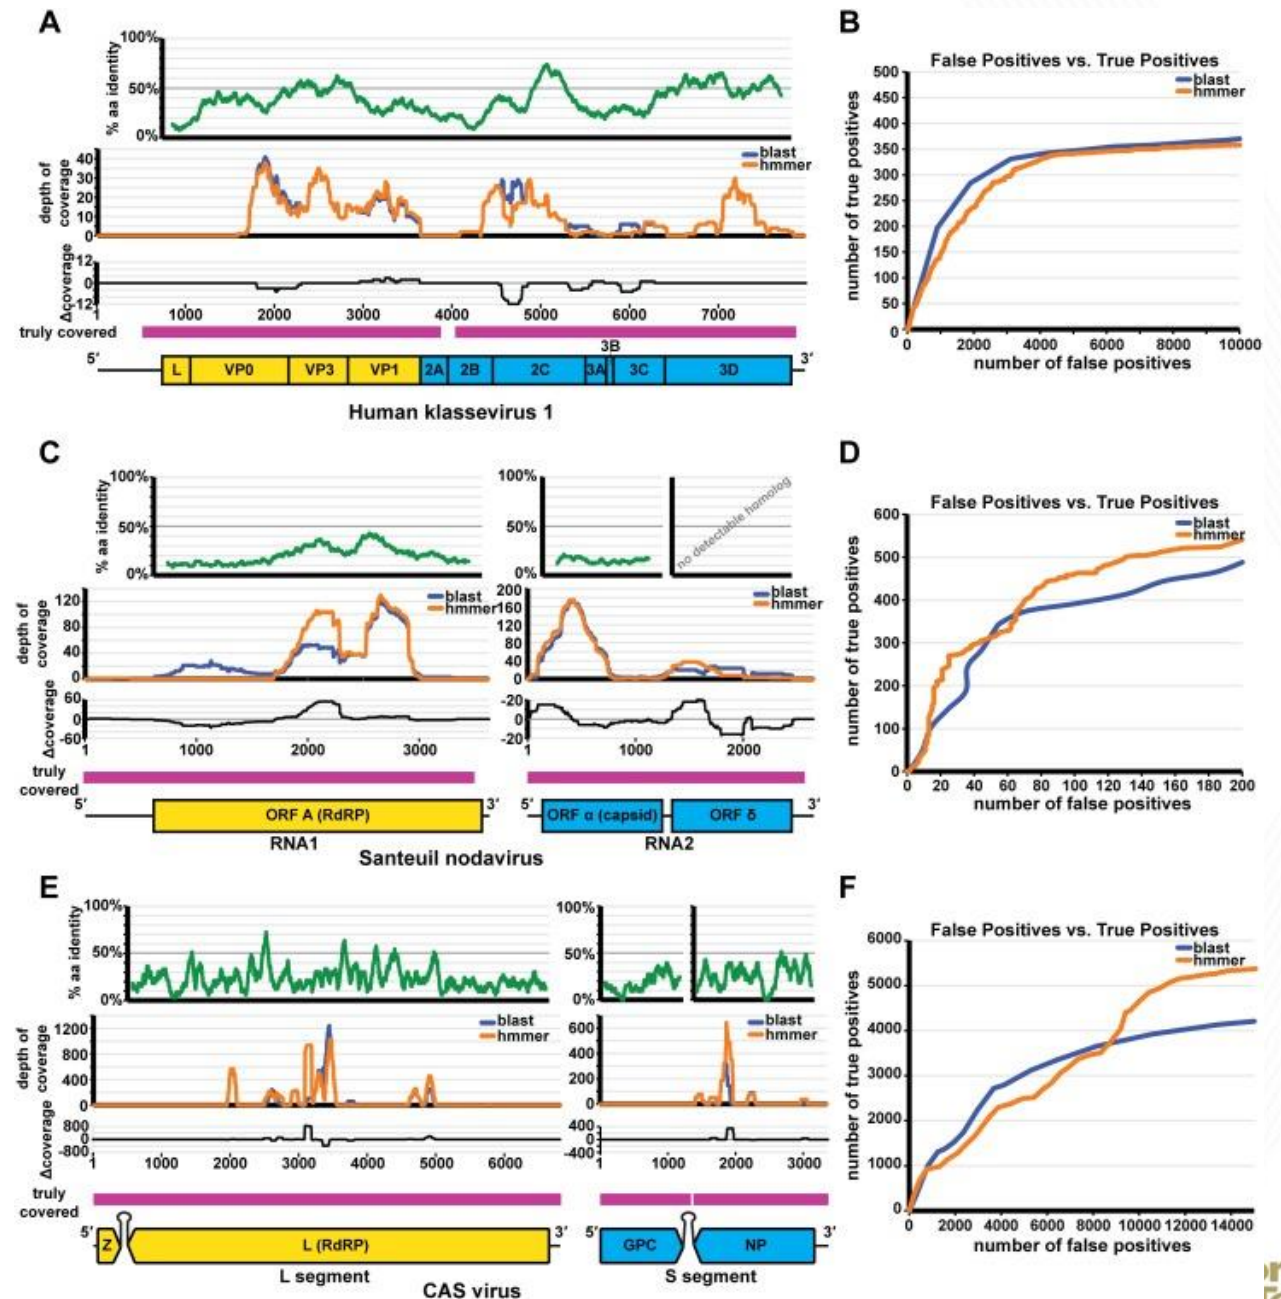 A
100%
50%
0%
% aa identity
blast
hmmer
40
30
20
10
0
depth of
coverage
12
0
-12
Δcoverage
1000 2000 3000 4000 5000 6000 7000
truly covered
3B
5′ L VP0 VP3 VP1 2A 2B 2C 3A 3C 3D 3′
Human klassevirus 1
B
False Positives vs. True Positives
blast
hmmer
500
450
400
350
300
250
200
150
100
50
0
number of true positives
0 2000 4000 6000 8000 10000
number of false positives
C
100%
50%
0%
% aa identity
100%
50%
0%
no detectable homolog
blast
hmmer
120
80
40
0
depth of
coverage
blast
hmmer
200
160
120
80
40
0
60
0
-60
Δcoverage
1 1000 2000 3000
-20
0
-20
1 1000 2000
truly
covered
5′ ORF A (RdRP) 3′
RNA1
5′ ORF α (capsid) ORF δ 3′
RNA2
Santeuil nodavirus
D
False Positives vs. True Positives
blast
hmmer
600
500
400
300
200
100
0
number of true positives
0 20 40 60 80 100 120 140 160 180 200
number of false positives
E
100%
50%
0%
% aa identity
100%
50%
0%
blast
hmmer
1200
800
400
0
depth of
coverage
blast
hmmer
600
400
200
0
800
0
-800
Δcoverage
1 1000 2000 3000 4000 5000 6000
400
0
-400
1 1000 2000 3000
truly
covered
5′ Z L (RdRP) 3′
L segment
5′ GPC NP 3′
S segment
CAS virus
F
False Positives vs. True Positives
blast
hmmer
6000
5000
4000
3000
2000
1000
0
number of true positives
0 2000 4000 6000 8000 10000 12000 14000
number of false positives